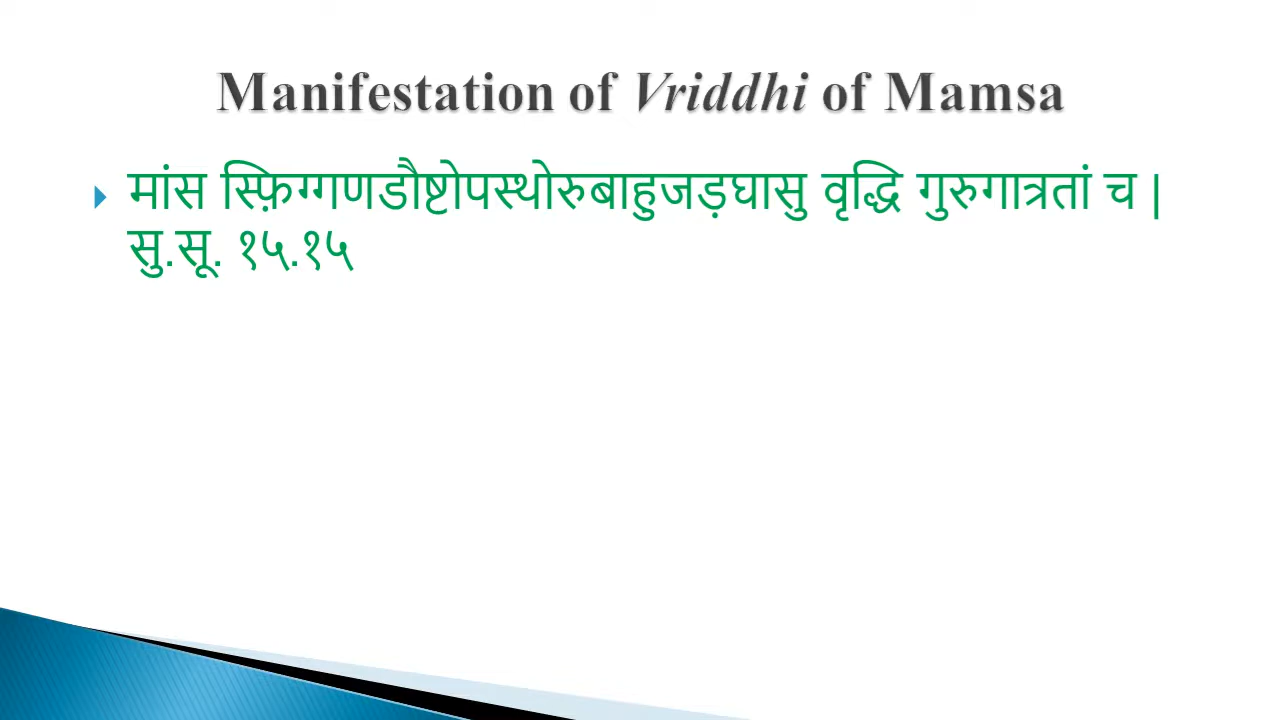 Manifestation of Vriddhi of Mamsa
मांस स्फ़िग्गणडौष्टोपस्थोरुबाहुजड़घासु वृद्धि गुरुगात्रतां च |
सु.सू. १५.१५